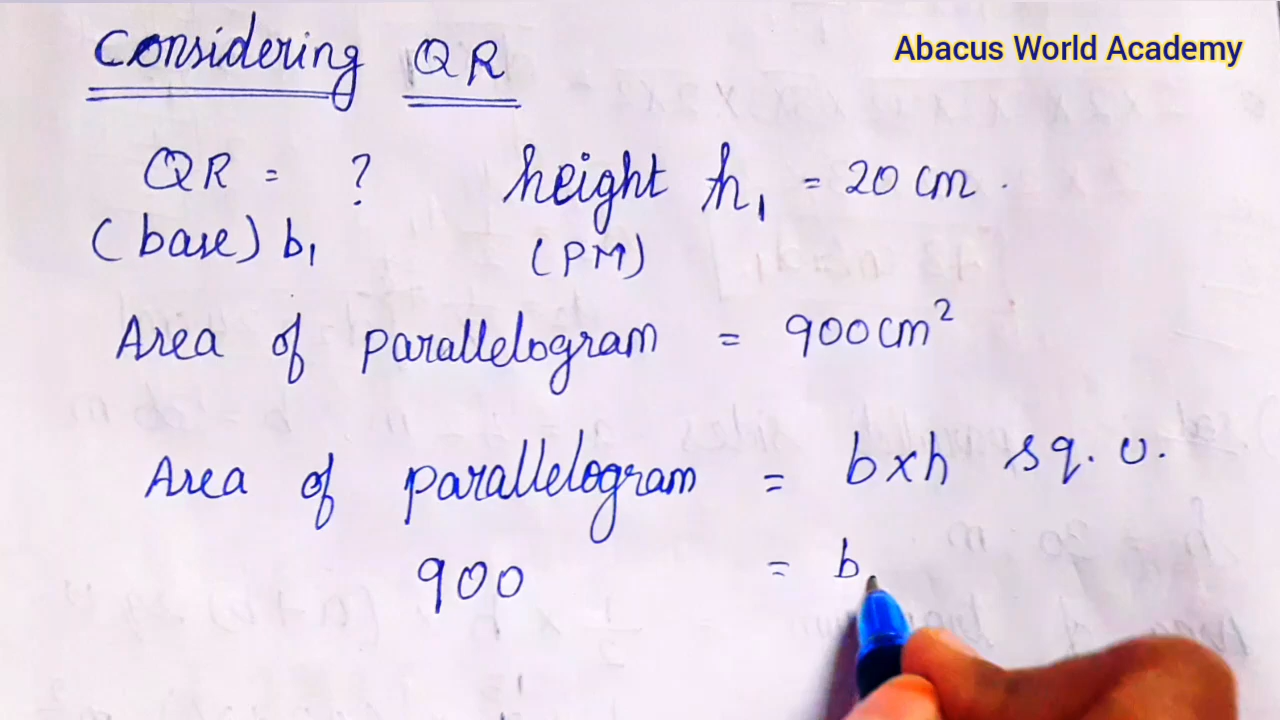 Abacus World Academy
Considering QR
QR = ? height h₁ = 20 cm.
(base) b₁ (PM)
Area of parallelogram = 900 cm²
Area of parallelogram = b x h sq. u.
900 = b